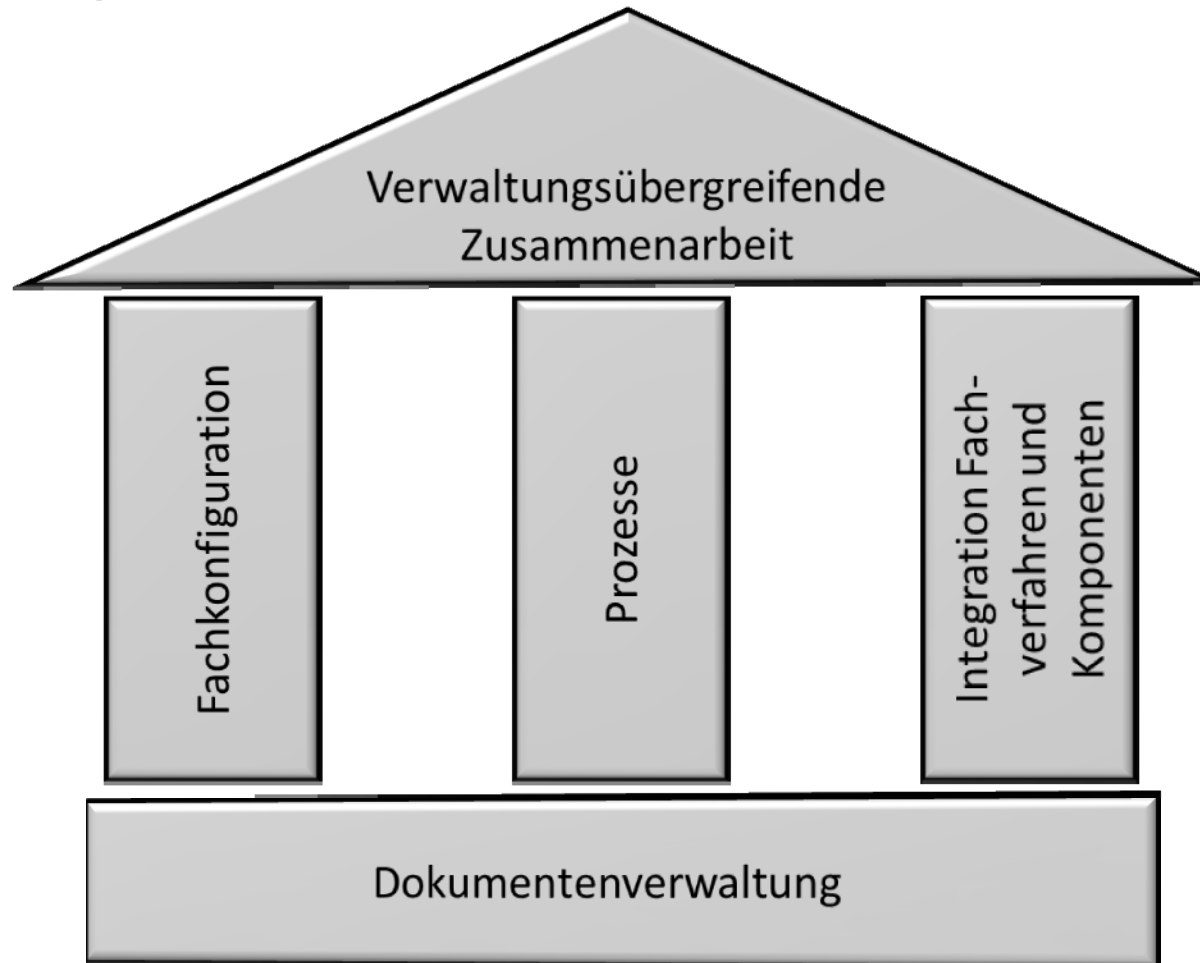 Verwaltungsübergreifende
Zusammenarbeit
Fachkonfiguration
Prozesse
Integration Fach-
verfahren und
Komponenten
Dokumentenverwaltung